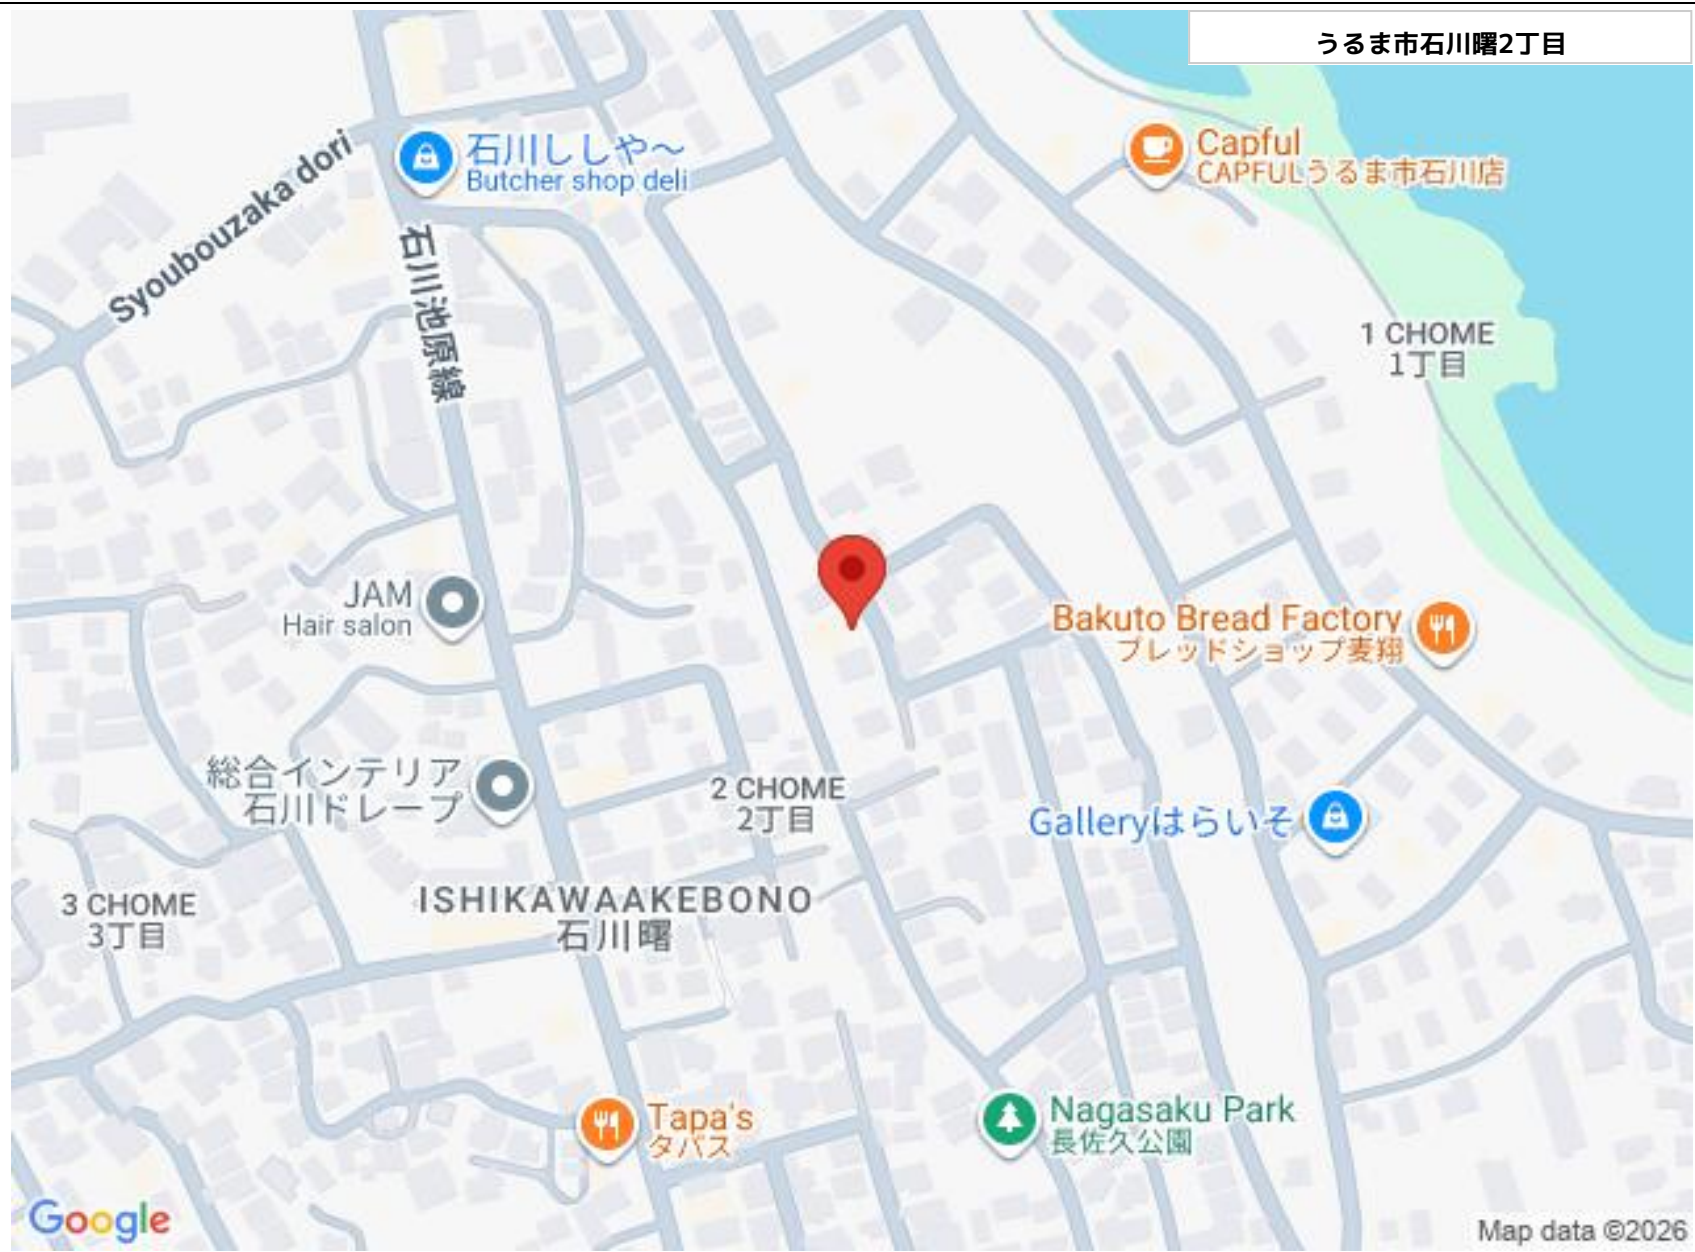 うるま市石川曙2丁目
Syoubouzaka dori
石川ししや～
Butcher shop deli
Capful
CAPFULうるま市石川店
石川池原線
1 CHOME
1丁目
JAM
Hair salon
Bakuto Bread Factory
ブレッドショップ麦翔
総合インテリア
石川ドレープ
2 CHOME
2丁目
Galleryはらいそ
3 CHOME
3丁目
ISHIKAWAAKEBONO
石川曙
Tapa's
タパス
Nagasaku Park
長佐久公園
Google
Map data ©2026